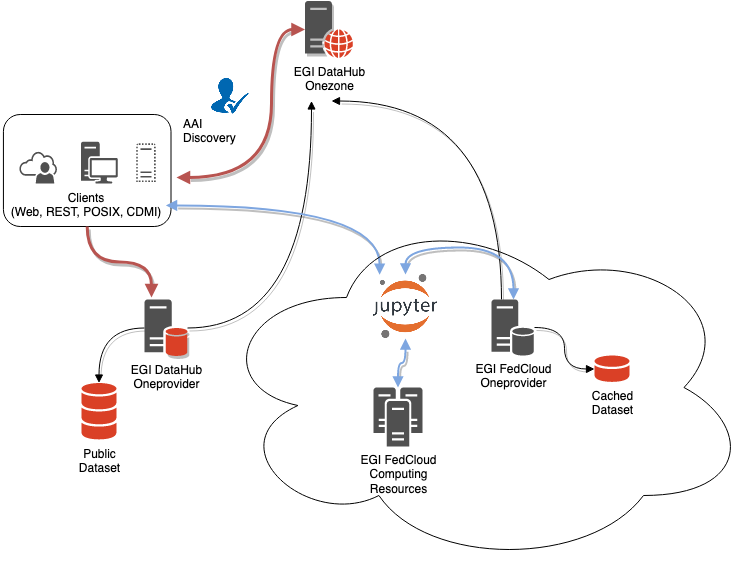 EGI DataHub
Onezone
AAI
Discovery
Clients
(Web, REST, POSIX, CDMI)
jupyter
EGI DataHub
Oneprovider
EGI FedCloud
Oneprovider
Cached
Dataset
Public
Dataset
EGI FedCloud
Computing
Resources